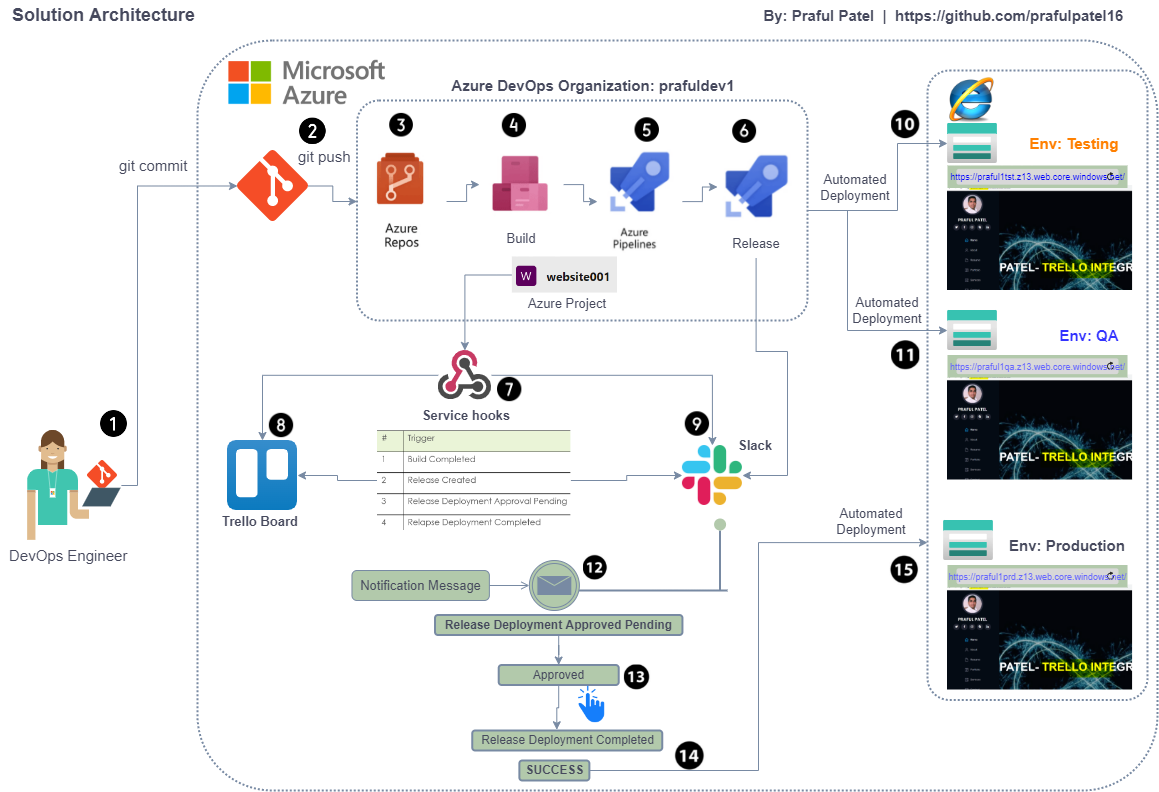 Solution Architecture
By: Praful Patel | https://github.com/prafulpatel16
Microsoft
Azure
Azure DevOps Organization: prafuldev1
2
3
4
5
6
10
git commit
git push
Env: Testing
https://praful1tst.z13.web.core.windows.net/
Automated
Deployment
Azure
Repos
Build
Azure
Pipelines
Release
PRAFUL PATEL
PATEL- TRELLO INTEGR
W website001
Azure Project
Automated
Deployment
11
Env: QA
https://praful1qa.z13.web.core.windows.net/
7
Service hooks
PRAFUL PATEL
PATEL- TRELLO INTEGR
1
8
9
Slack
# Trigger
1 Build Completed
2 Release Created
3 Release Deployment Approval Pending
4 Relapse Deployment Completed
Trello Board
DevOps Engineer
Automated
Deployment
15
Env: Production
https://praful1prd.z13.web.core.windows.net/
PRAFUL PATEL
PATEL- TRELLO INTEGR
12
Notification Message
Release Deployment Approved Pending
Approved
13
Release Deployment Completed
14
SUCCESS